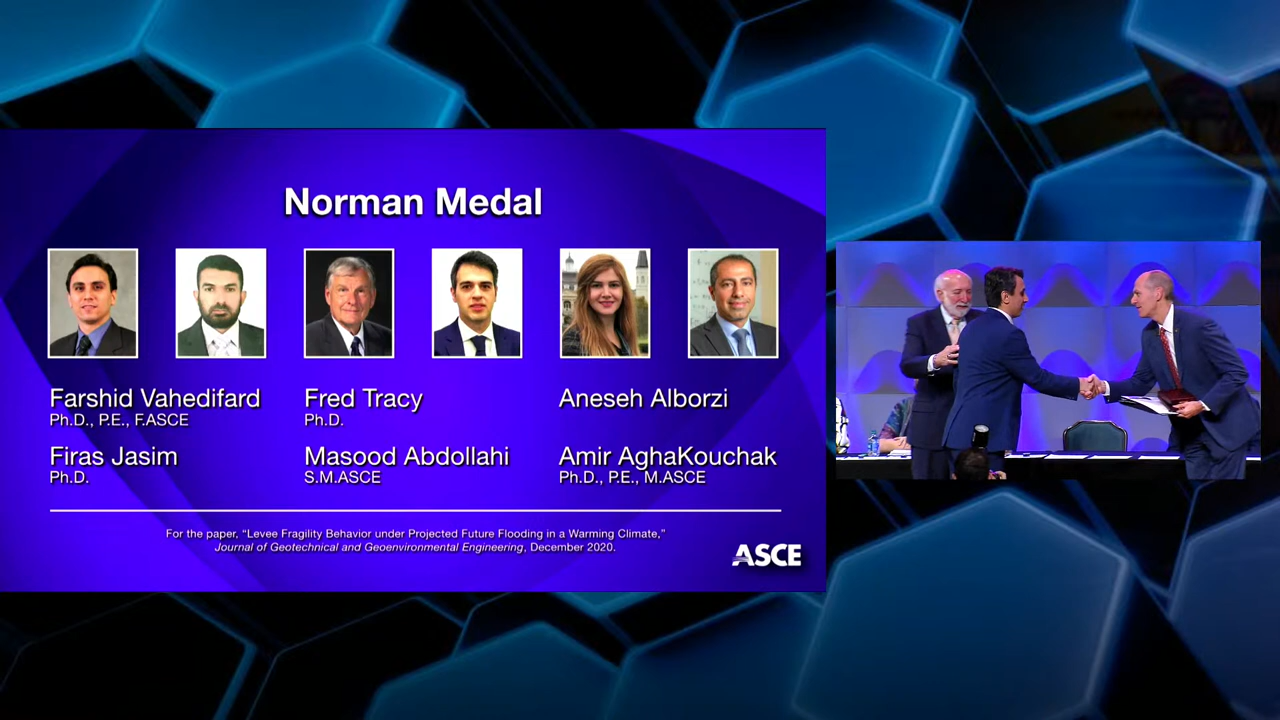 Norman Medal
Farshid Vahedifard
Ph.D., P.E., F.ASCE
Firas Jasim
Ph.D.
Fred Tracy
Ph.D.
Masood Abdollahi
S.M.ASCE
Aneseh Alborzi
Amir AghaKouchak
Ph.D., P.E., M.ASCE
For the paper, “Levee Fragility Behavior under Projected Future Flooding in a Warming Climate,”
Journal of Geotechnical and Geoenvironmental Engineering, December 2020.
ASCE